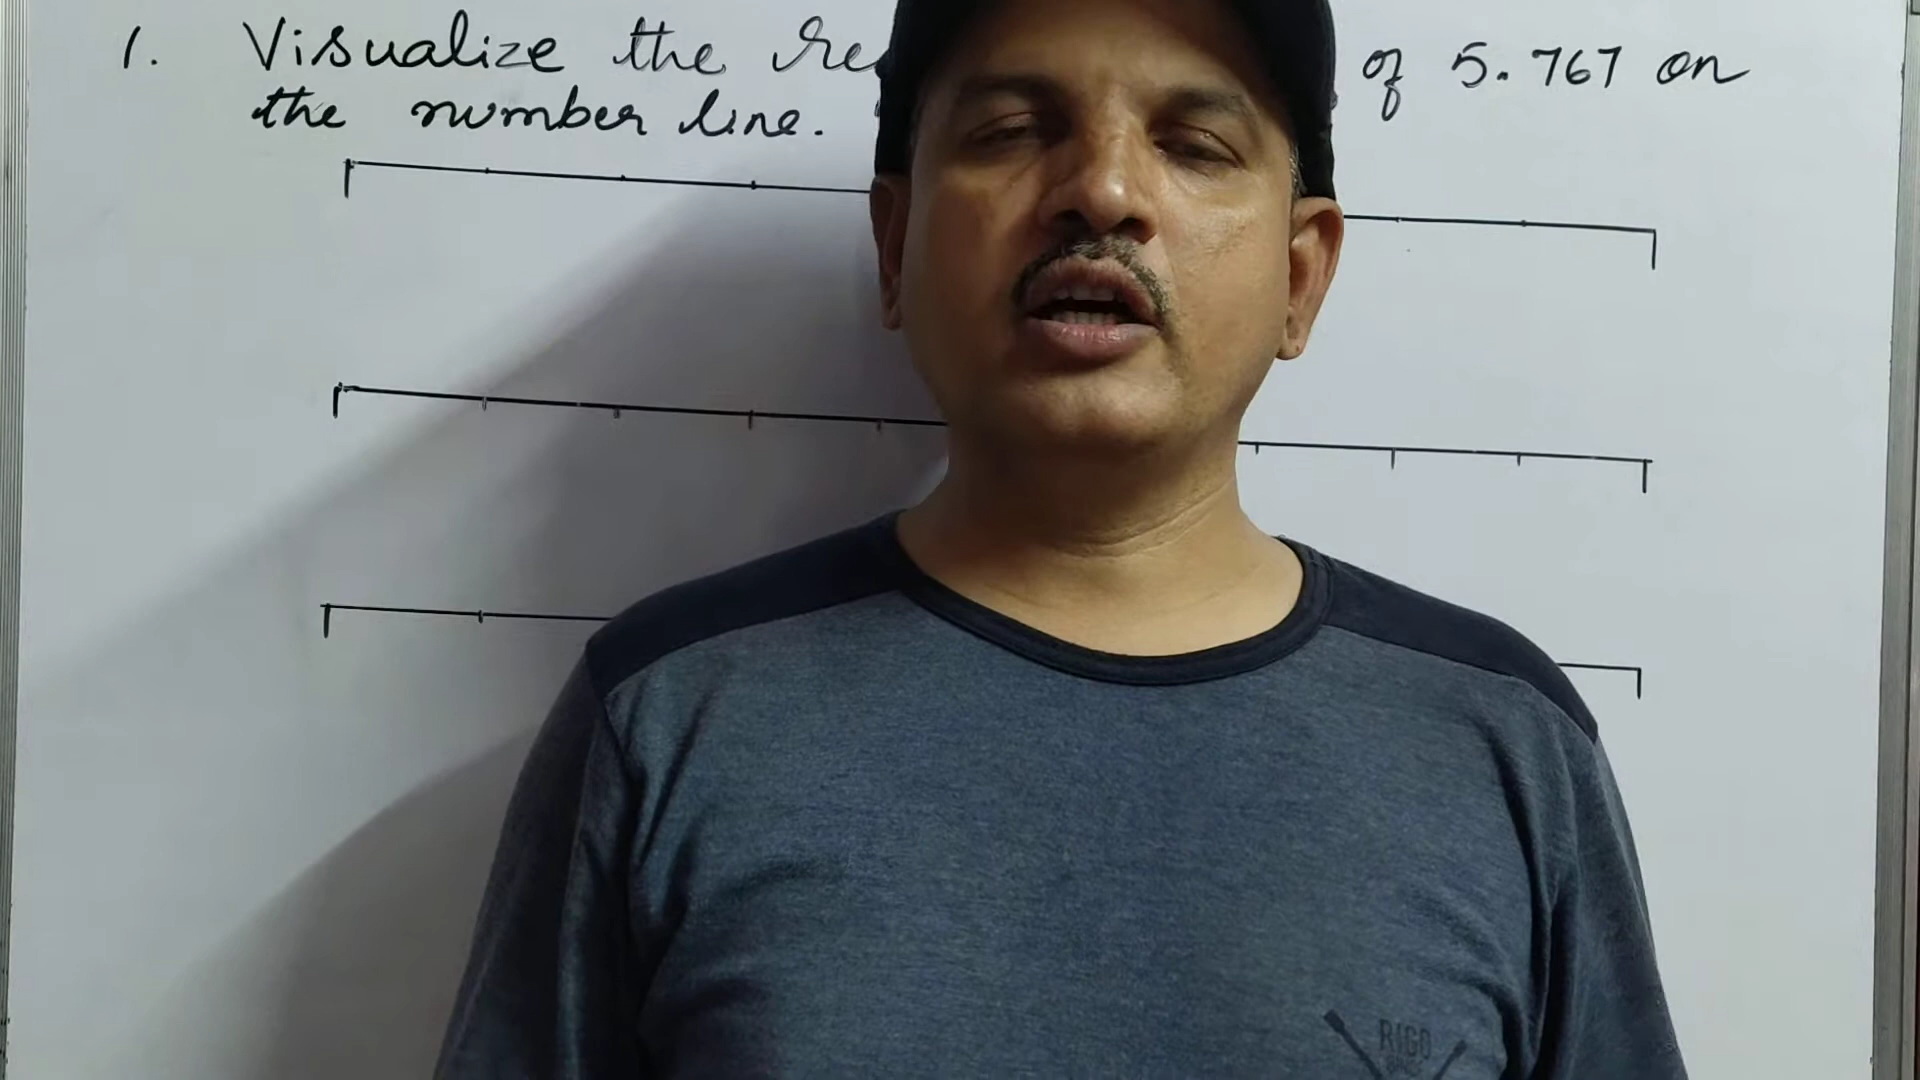 1. Visualize the of 5.767 on
the number line.
RIGO